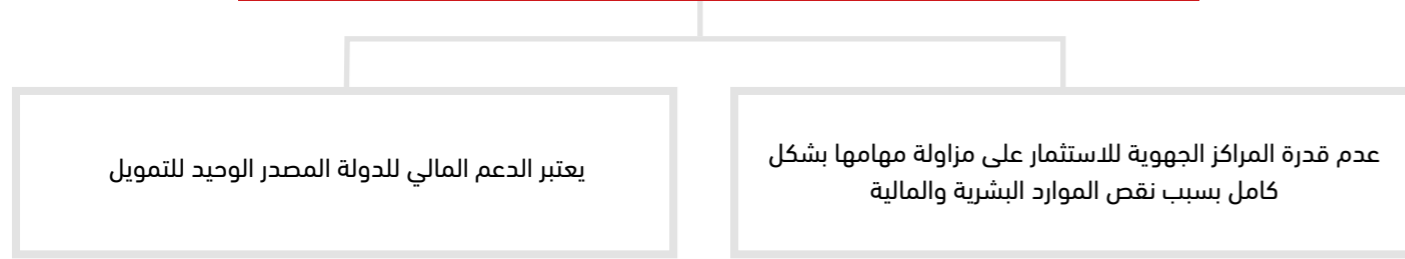 عدم قدرة المراكز الجهوية للاستثمار على مزاولة مهامها بشكل
كامل بسبب نقص الموارد البشرية والمالية
يعتبر الدعم المالي للدولة المصدر الوحيد للتمويل